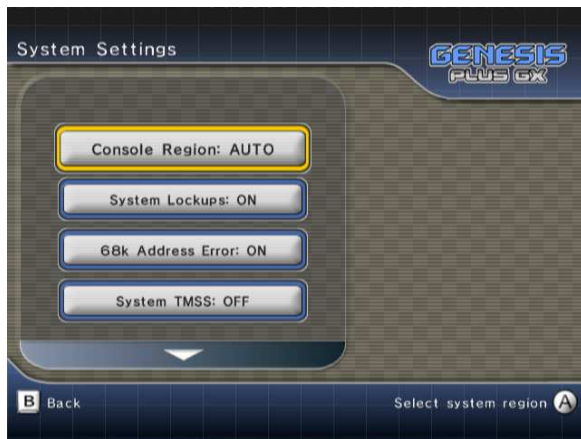 System Settings
GENESIS
PLUS GX
Console Region: AUTO
System Lockups: ON
68k Address Error: ON
System TMSS: OFF
B Back
Select system region A